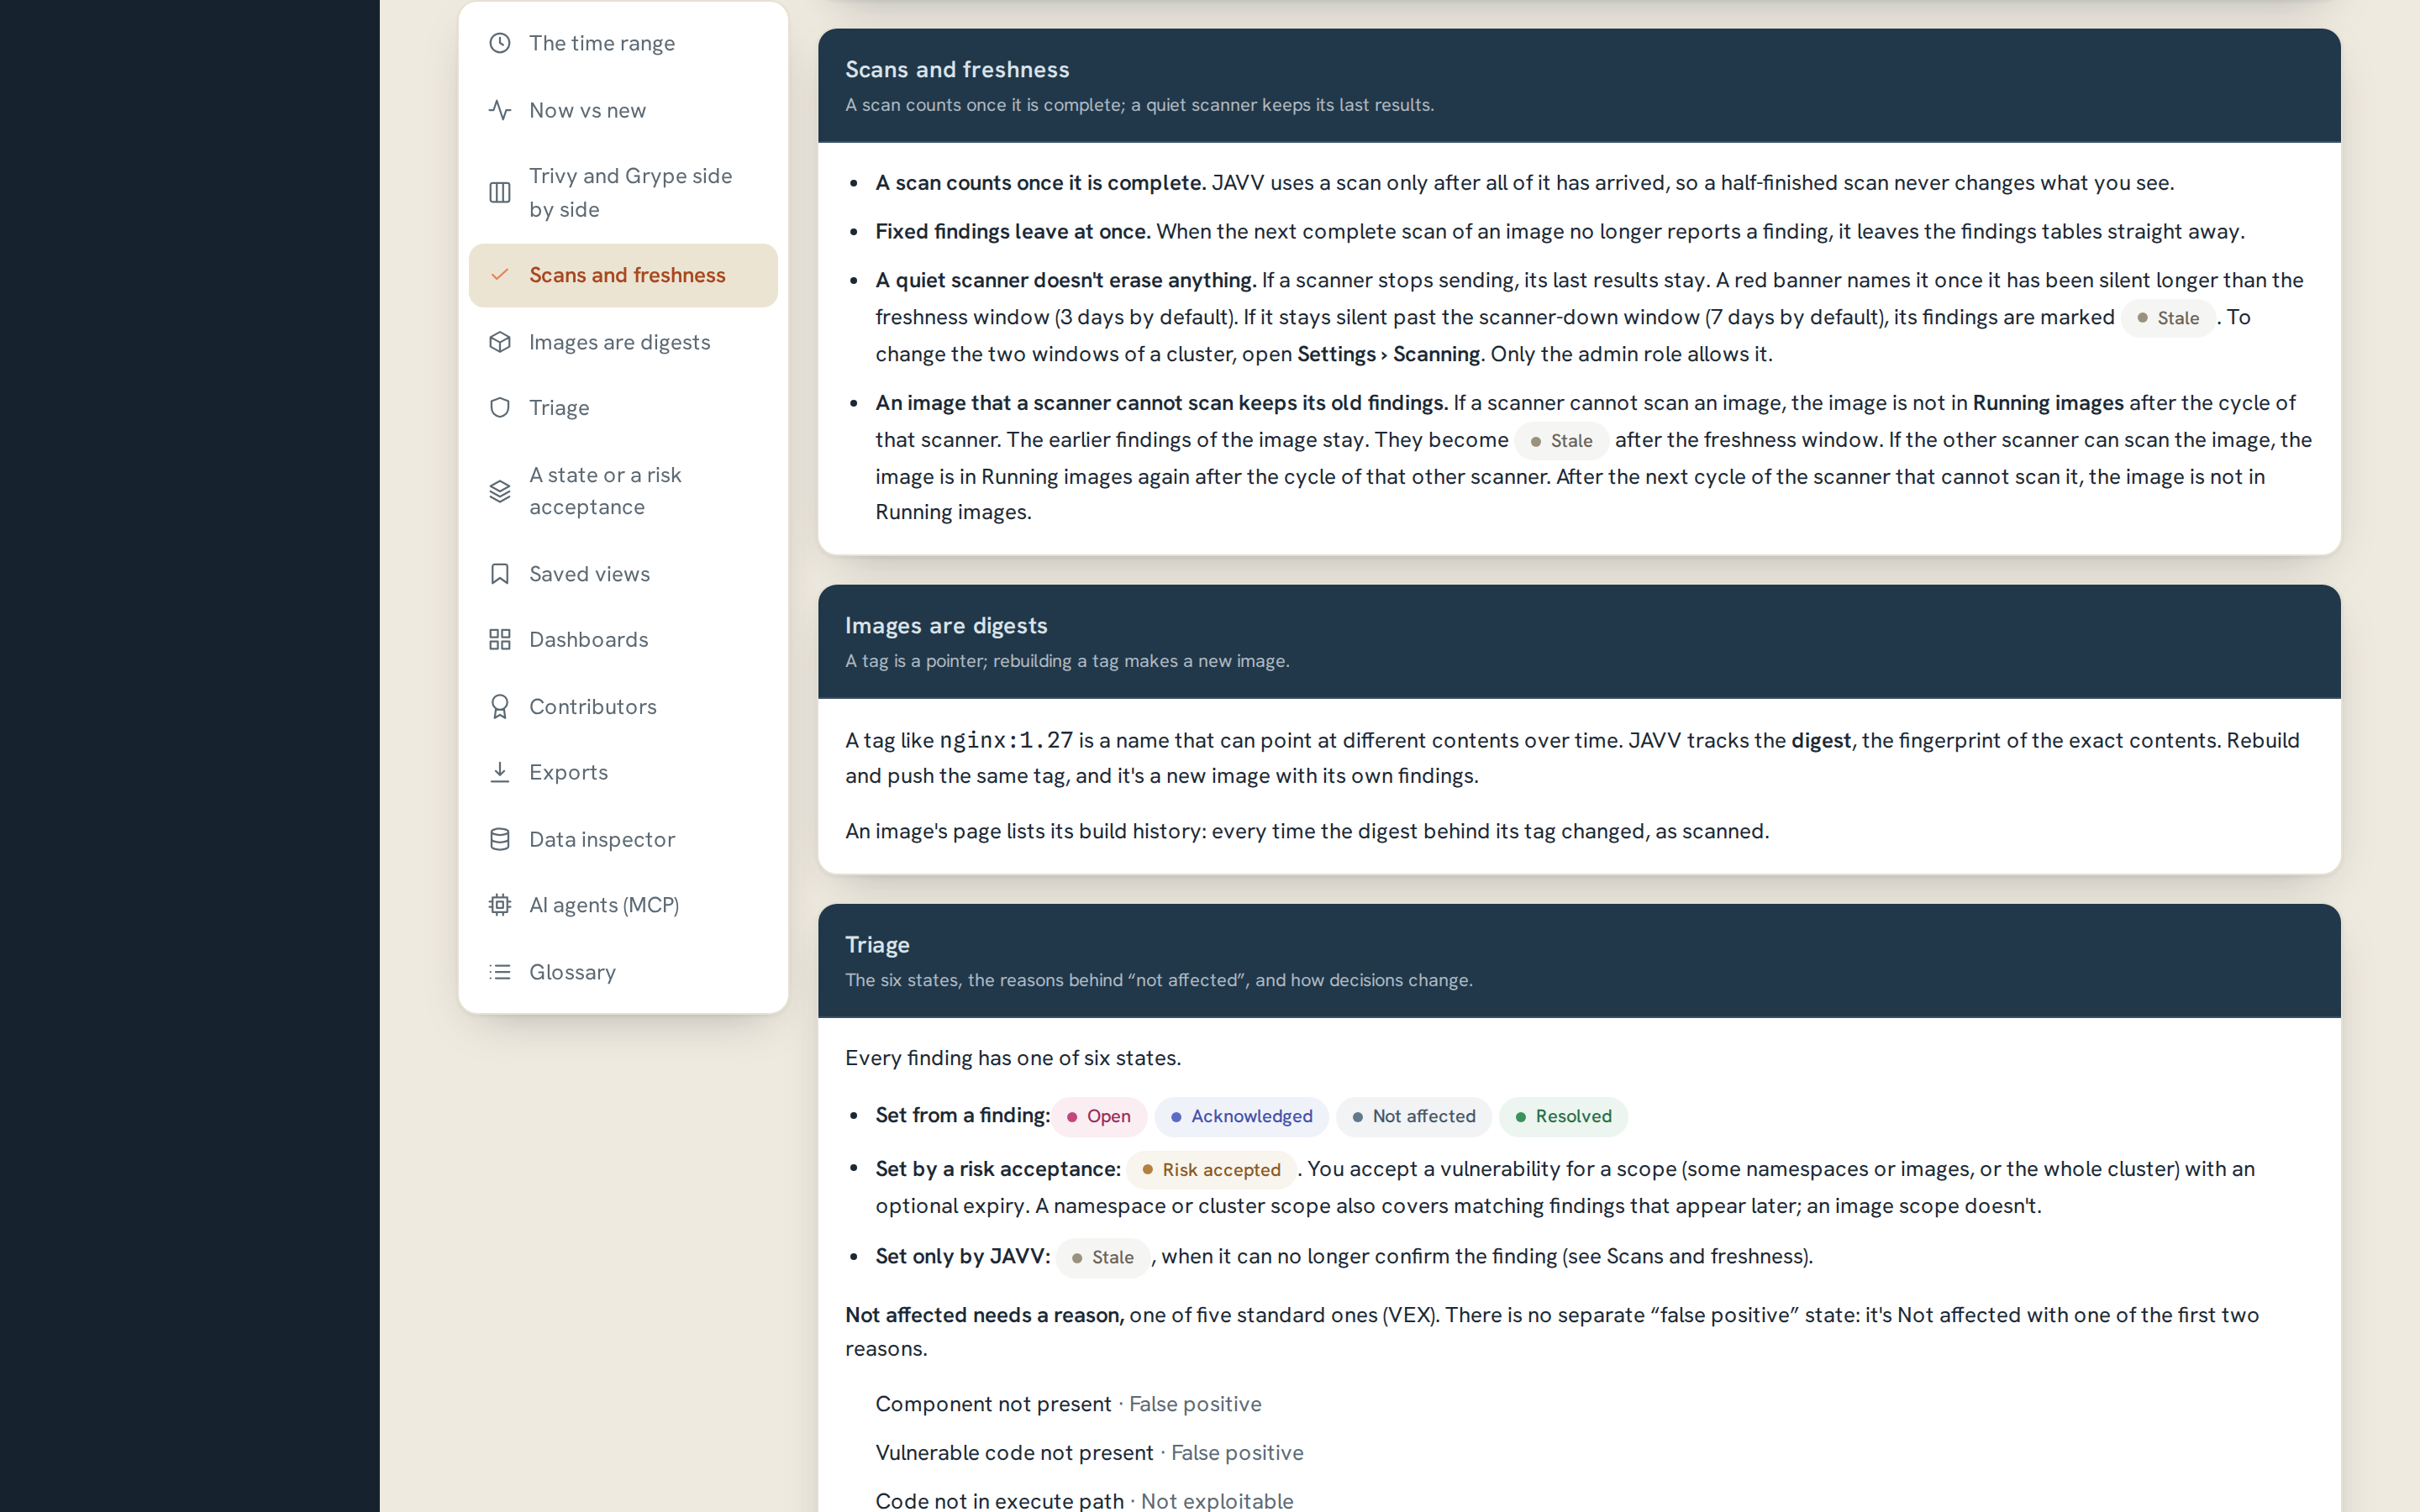 The time range
Now vs new
Trivy and Grype side
by side
Scans and freshness
Images are digests
Triage
A state or a risk
acceptance
Saved views
Dashboards
Contributors
Exports
Data inspector
AI agents (MCP)
Glossary
Scans and freshness
A scan counts once it is complete; a quiet scanner keeps its last results.
• A scan counts once it is complete. JAVV uses a scan only after all of it has arrived, so a half-finished scan never changes what you see.
• Fixed findings leave at once. When the next complete scan of an image no longer reports a finding, it leaves the findings tables straight away.
• A quiet scanner doesn't erase anything. If a scanner stops sending, its last results stay. A red banner names it once it has been silent longer than the
freshness window (3 days by default). If it stays silent past the scanner-down window (7 days by default), its findings are marked Stale. To
change the two windows of a cluster, open Settings › Scanning. Only the admin role allows it.
• An image that a scanner cannot scan keeps its old findings. If a scanner cannot scan an image, the image is not in Running images after the cycle of
that scanner. The earlier findings of the image stay. They become Stale after the freshness window. If the other scanner can scan the image, the
image is in Running images again after the cycle of that other scanner. After the next cycle of the scanner that cannot scan it, the image is not in
Running images.
Images are digests
A tag is a pointer; rebuilding a tag makes a new image.
A tag like nginx:1.27 is a name that can point at different contents over time. JAVV tracks the digest, the fingerprint of the exact contents. Rebuild
and push the same tag, and it's a new image with its own findings.
An image's page lists its build history: every time the digest behind its tag changed, as scanned.
Triage
The six states, the reasons behind “not affected”, and how decisions change.
Every finding has one of six states.
• Set from a finding: Open Acknowledged Not affected Resolved
• Set by a risk acceptance: Risk accepted. You accept a vulnerability for a scope (some namespaces or images, or the whole cluster) with an
optional expiry. A namespace or cluster scope also covers matching findings that appear later; an image scope doesn't.
• Set only by JAVV: Stale, when it can no longer confirm the finding (see Scans and freshness).
Not affected needs a reason, one of five standard ones (VEX). There is no separate “false positive” state: it's Not affected with one of the first two
reasons.
Component not present · False positive
Vulnerable code not present · False positive
Code not in execute path · Not exploitable